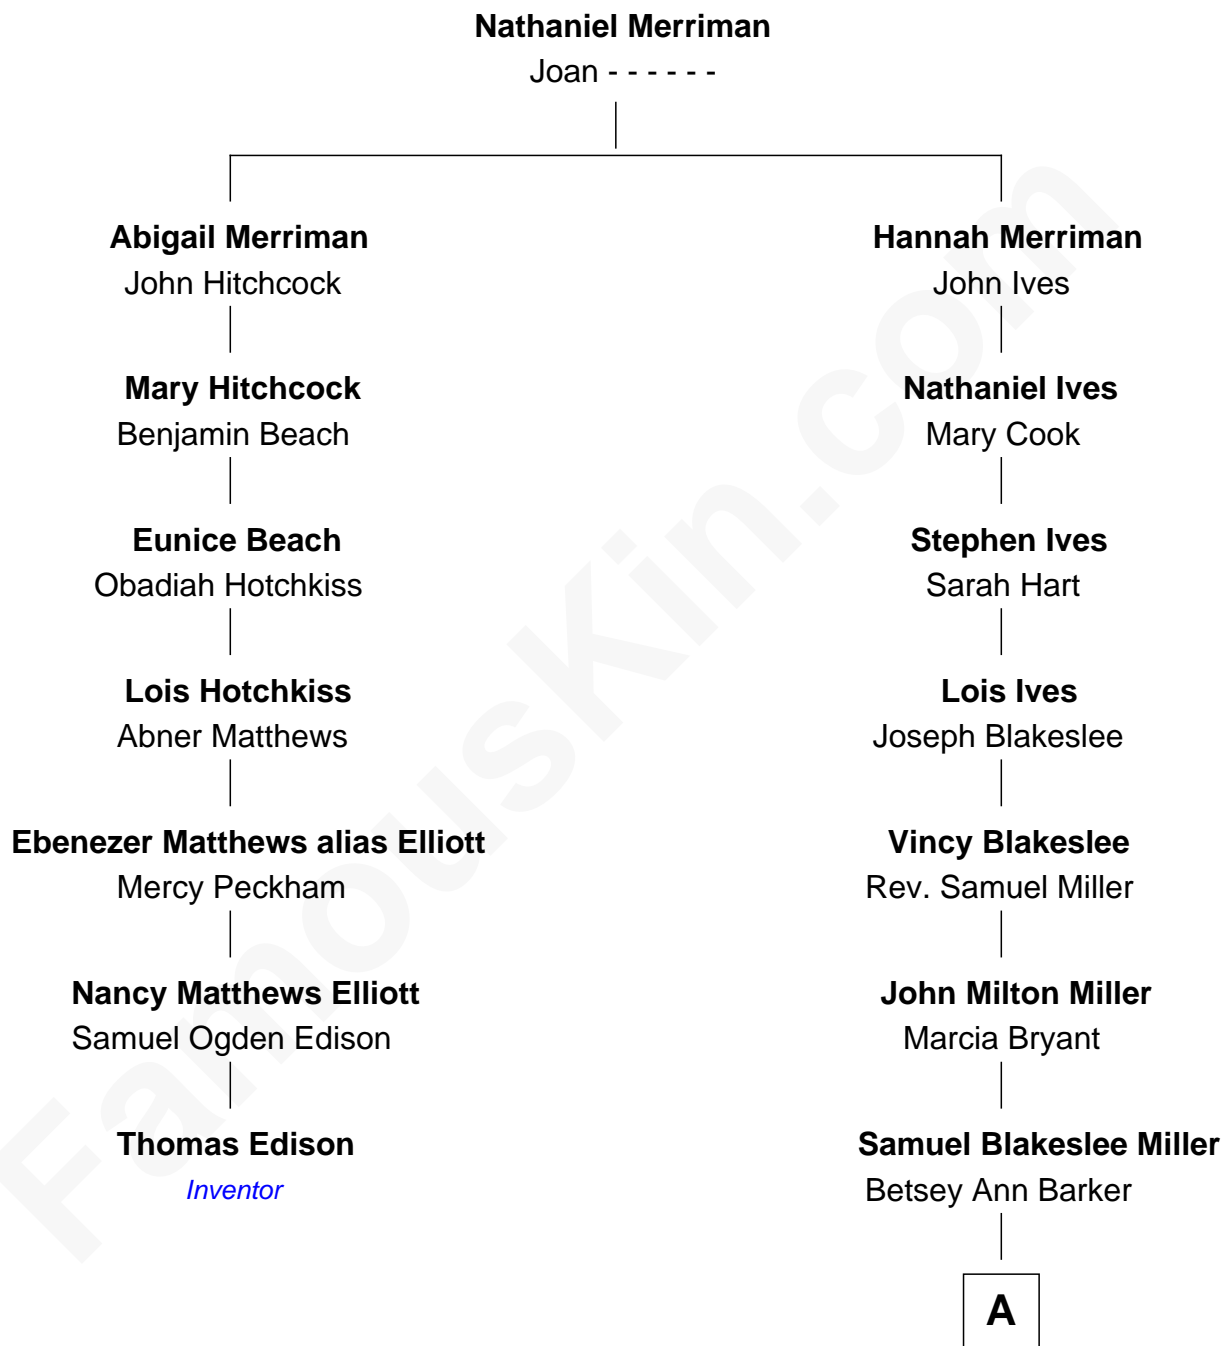 Nathaniel Merriman
Joan - - - - - -
Abigail Merriman
John Hitchcock
Mary Hitchcock
Benjamin Beach
Eunice Beach
Obadiah Hotchkiss
Lois Hotchkiss
Abner Matthews
Ebenezer Matthews alias Elliott
Mercy Peckham
Nancy Matthews Elliott
Samuel Ogden Edison
Thomas Edison
Inventor
Hannah Merriman
John Ives
Nathaniel Ives
Mary Cook
Stephen Ives
Sarah Hart
Lois Ives
Joseph Blakeslee
Vincy Blakeslee
Rev. Samuel Miller
John Milton Miller
Marcia Bryant
Samuel Blakeslee Miller
Betsey Ann Barker
A
FamousKin.com